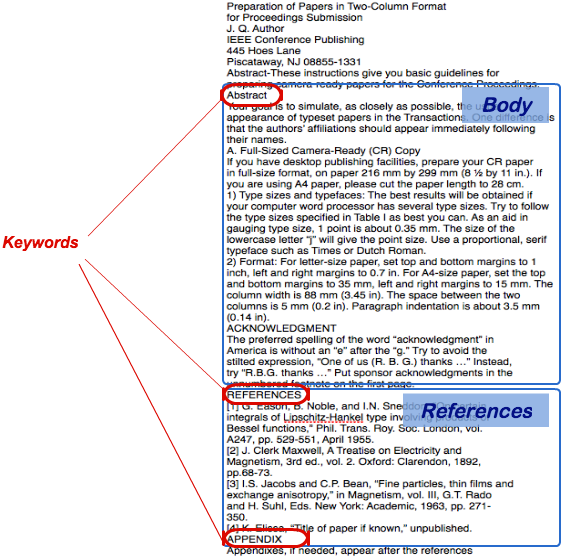 Preparation of Papers in Two-Column Format
for Proceedings Submission
J. Q. Author
IEEE Conference Publishing
445 Hoes Lane
Piscataway, NJ 08855-1331
Abstract-These instructions give you basic guidelines for
preparing camera-ready papers for the Conference Proceedings.
Abstract
Body
Your goal is to simulate, as closely as possible, the
appearance of typeset papers in the Transactions. One difference is
that the authors' affiliations should appear immediately following
their names.
A. Full-Sized Camera-Ready (CR) Copy
If you have desktop publishing facilities, prepare your CR paper
in full-size format, on paper 216 mm by 299 mm (8 ½ by 11 in.). If
you are using A4 paper, please cut the paper length to 28 cm.
1) Type sizes and typefaces: The best results will be obtained if
your computer word processor has several type sizes. Try to follow
the type sizes specified in Table I as best you can. As an aid in
gauging type size, 1 point is about 0.35 mm. The size of the
lowercase letter “j” will give the point size. Use a proportional, serif
typeface such as Times or Dutch Roman.
Keywords
2) Format: For letter-size paper, set top and bottom margins to 1
inch, left and right margins to 0.7 in. For A4-size paper, set the top
and bottom margins to 35 mm, left and right margins to 15 mm. The
column width is 88 mm (3.45 in). The space between the two
columns is 5 mm (0.2 in). Paragraph indentation is about 3.5 mm
(0.14 in).
ACKNOWLEDGMENT
The preferred spelling of the word “acknowledgment” in
America is without an “e” after the “g.” Try to avoid the
stilted expression, “One of us (R. B. G.) thanks …” Instead,
try “R.B.G. thanks …” Put sponsor acknowledgments in the
unnumbered footnote on the first page.
REFERENCES
References
[1] G. Eason, B. Noble, and I.N.
integrals of Lipschitz-Hankel type
Bessel functions,” Phil. Trans. Roy. Soc. London, vol.
A247, pp. 529-551, April 1955.
[2] J. Clerk Maxwell, A Treatise on Electricity and
Magnetism, 3rd ed., vol. 2. Oxford: Clarendon, 1892,
pp.68-73.
[3] I.S. Jacobs and C.P. Bean, “Fine particles, thin films and
exchange anisotropy,” in Magnetism, vol. III, G.T. Rado
and H. Suhl, Eds. New York: Academic, 1963, pp. 271-
350.
[4] K. Elissa, “Title of paper if known,” unpublished.
APPENDIX
Appendixes, if needed, appear after the references